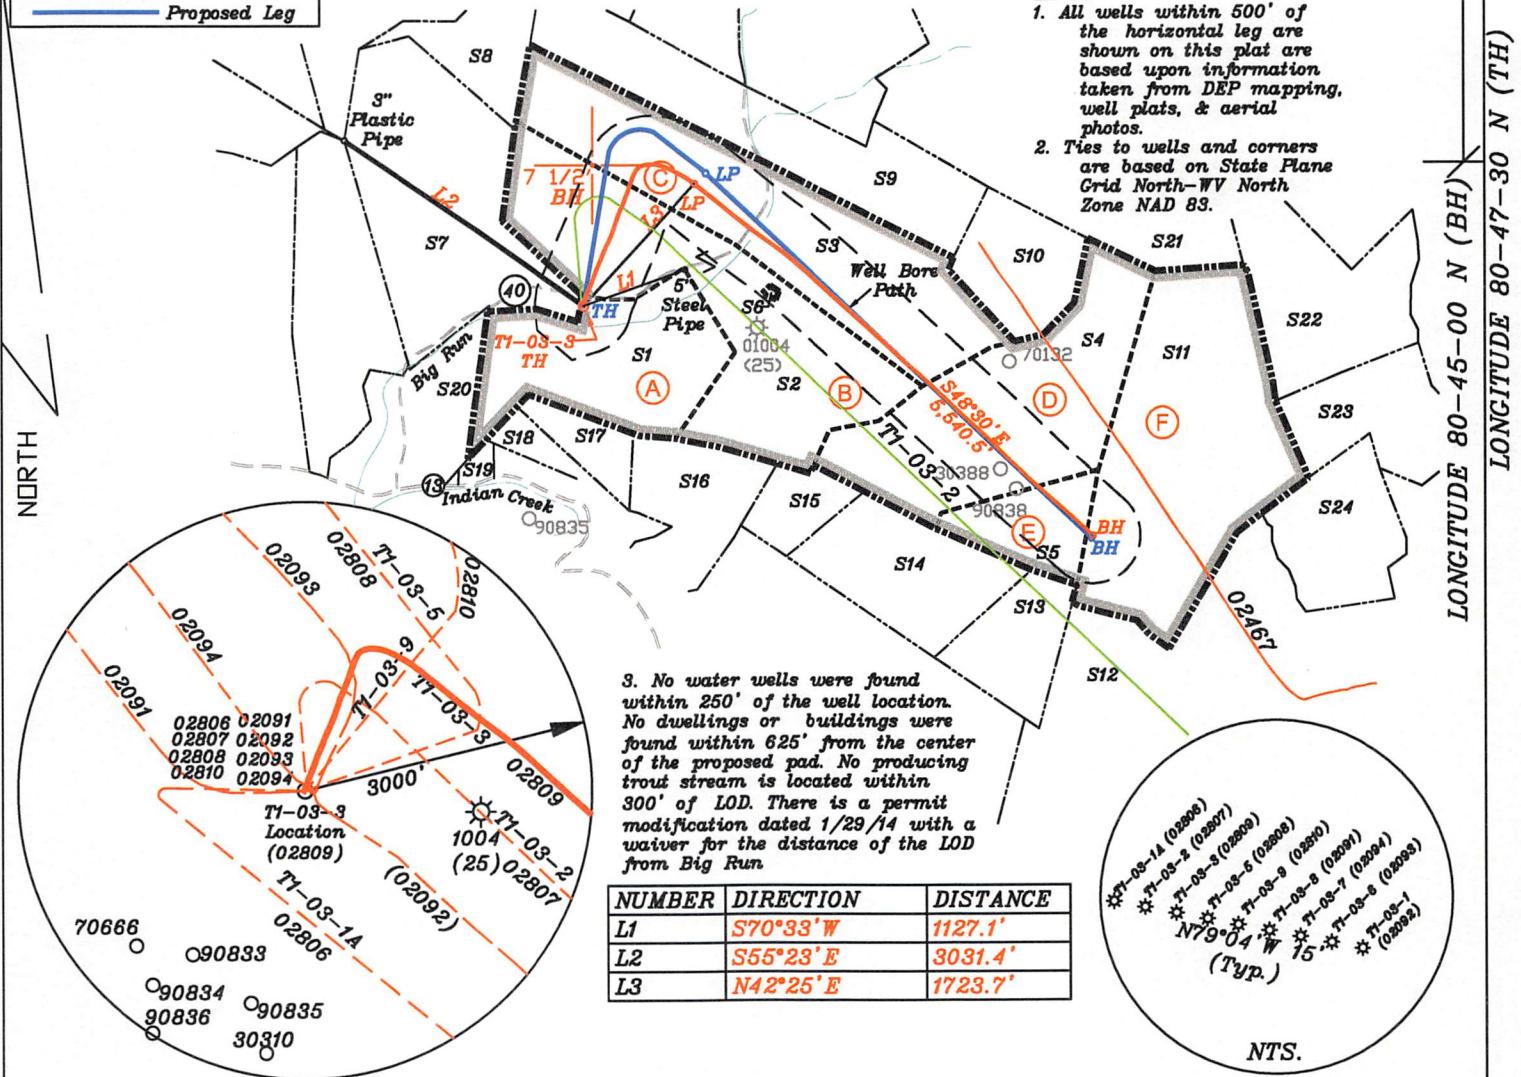 Proposed Leg
1. All wells within 500' of
the horizontal leg are
shown on this plat are
based upon information
taken from DEP mapping,
well plats, & aerial
photos.
2. Ties to wells and corners
are based on State Plane
Grid North-WV North
Zone NAD 83.
LONGITUDE 80-45-00 N (BH)
LONGITUDE 80-47-30 N (TH)
NORTH
S8
3"
Plastic
Pipe
L2
S7
7 1/2'
BH
C
LP
LP
L3
L1
S9
S3
S10
S21
Well Bore
Path
40
TH
5'
Steel
Pipe
S6
01004
(25)
T1-03-3
TH
Big Run
S1
A
S2
B
70132
S4
S11
S22
D
F
S23
S20
S18
S17
S19
13
Indian Creek
90835
S16
S15
S48°30'E
5,540.5'
T1-03-2
30388
90838
E
S5
BH
BH
S24
S14
S13
S12
02467
02093
02808
T1-03-5
02810
02094
02091
T1-03-9
T1-03-3
02809
02806 02091
02807 02092
02808 02093
02810 02094
3000'
T1-03-3
Location
(02809)
1004
(25)
T1-03-2
02807
(02092)
T1-03-1A
02806
70666
90833
90834
90836
90835
30310
3. No water wells were found
within 250' of the well location.
No dwellings or buildings were
found within 625' from the center
of the proposed pad. No producing
trout stream is located within
300' of LOD. There is a permit
modification dated 1/29/14 with a
waiver for the distance of the LOD
from Big Run
NUMBER DIRECTION DISTANCE
L1 S70°33'W 1127.1'
L2 S55°23'E 3031.4'
L3 N42°25'E 1723.7'
T1-03-1A (02806)
T1-03-2 (02807)
T1-03-3 (02809)
T1-03-5 (02808)
T1-03-9 (02810)
T1-03-8 (02091)
T1-03-7 (02094)
T1-03-6 (02093)
T1-03-1
(02092)
N79°04'W 15'
(Typ.)
NTS.